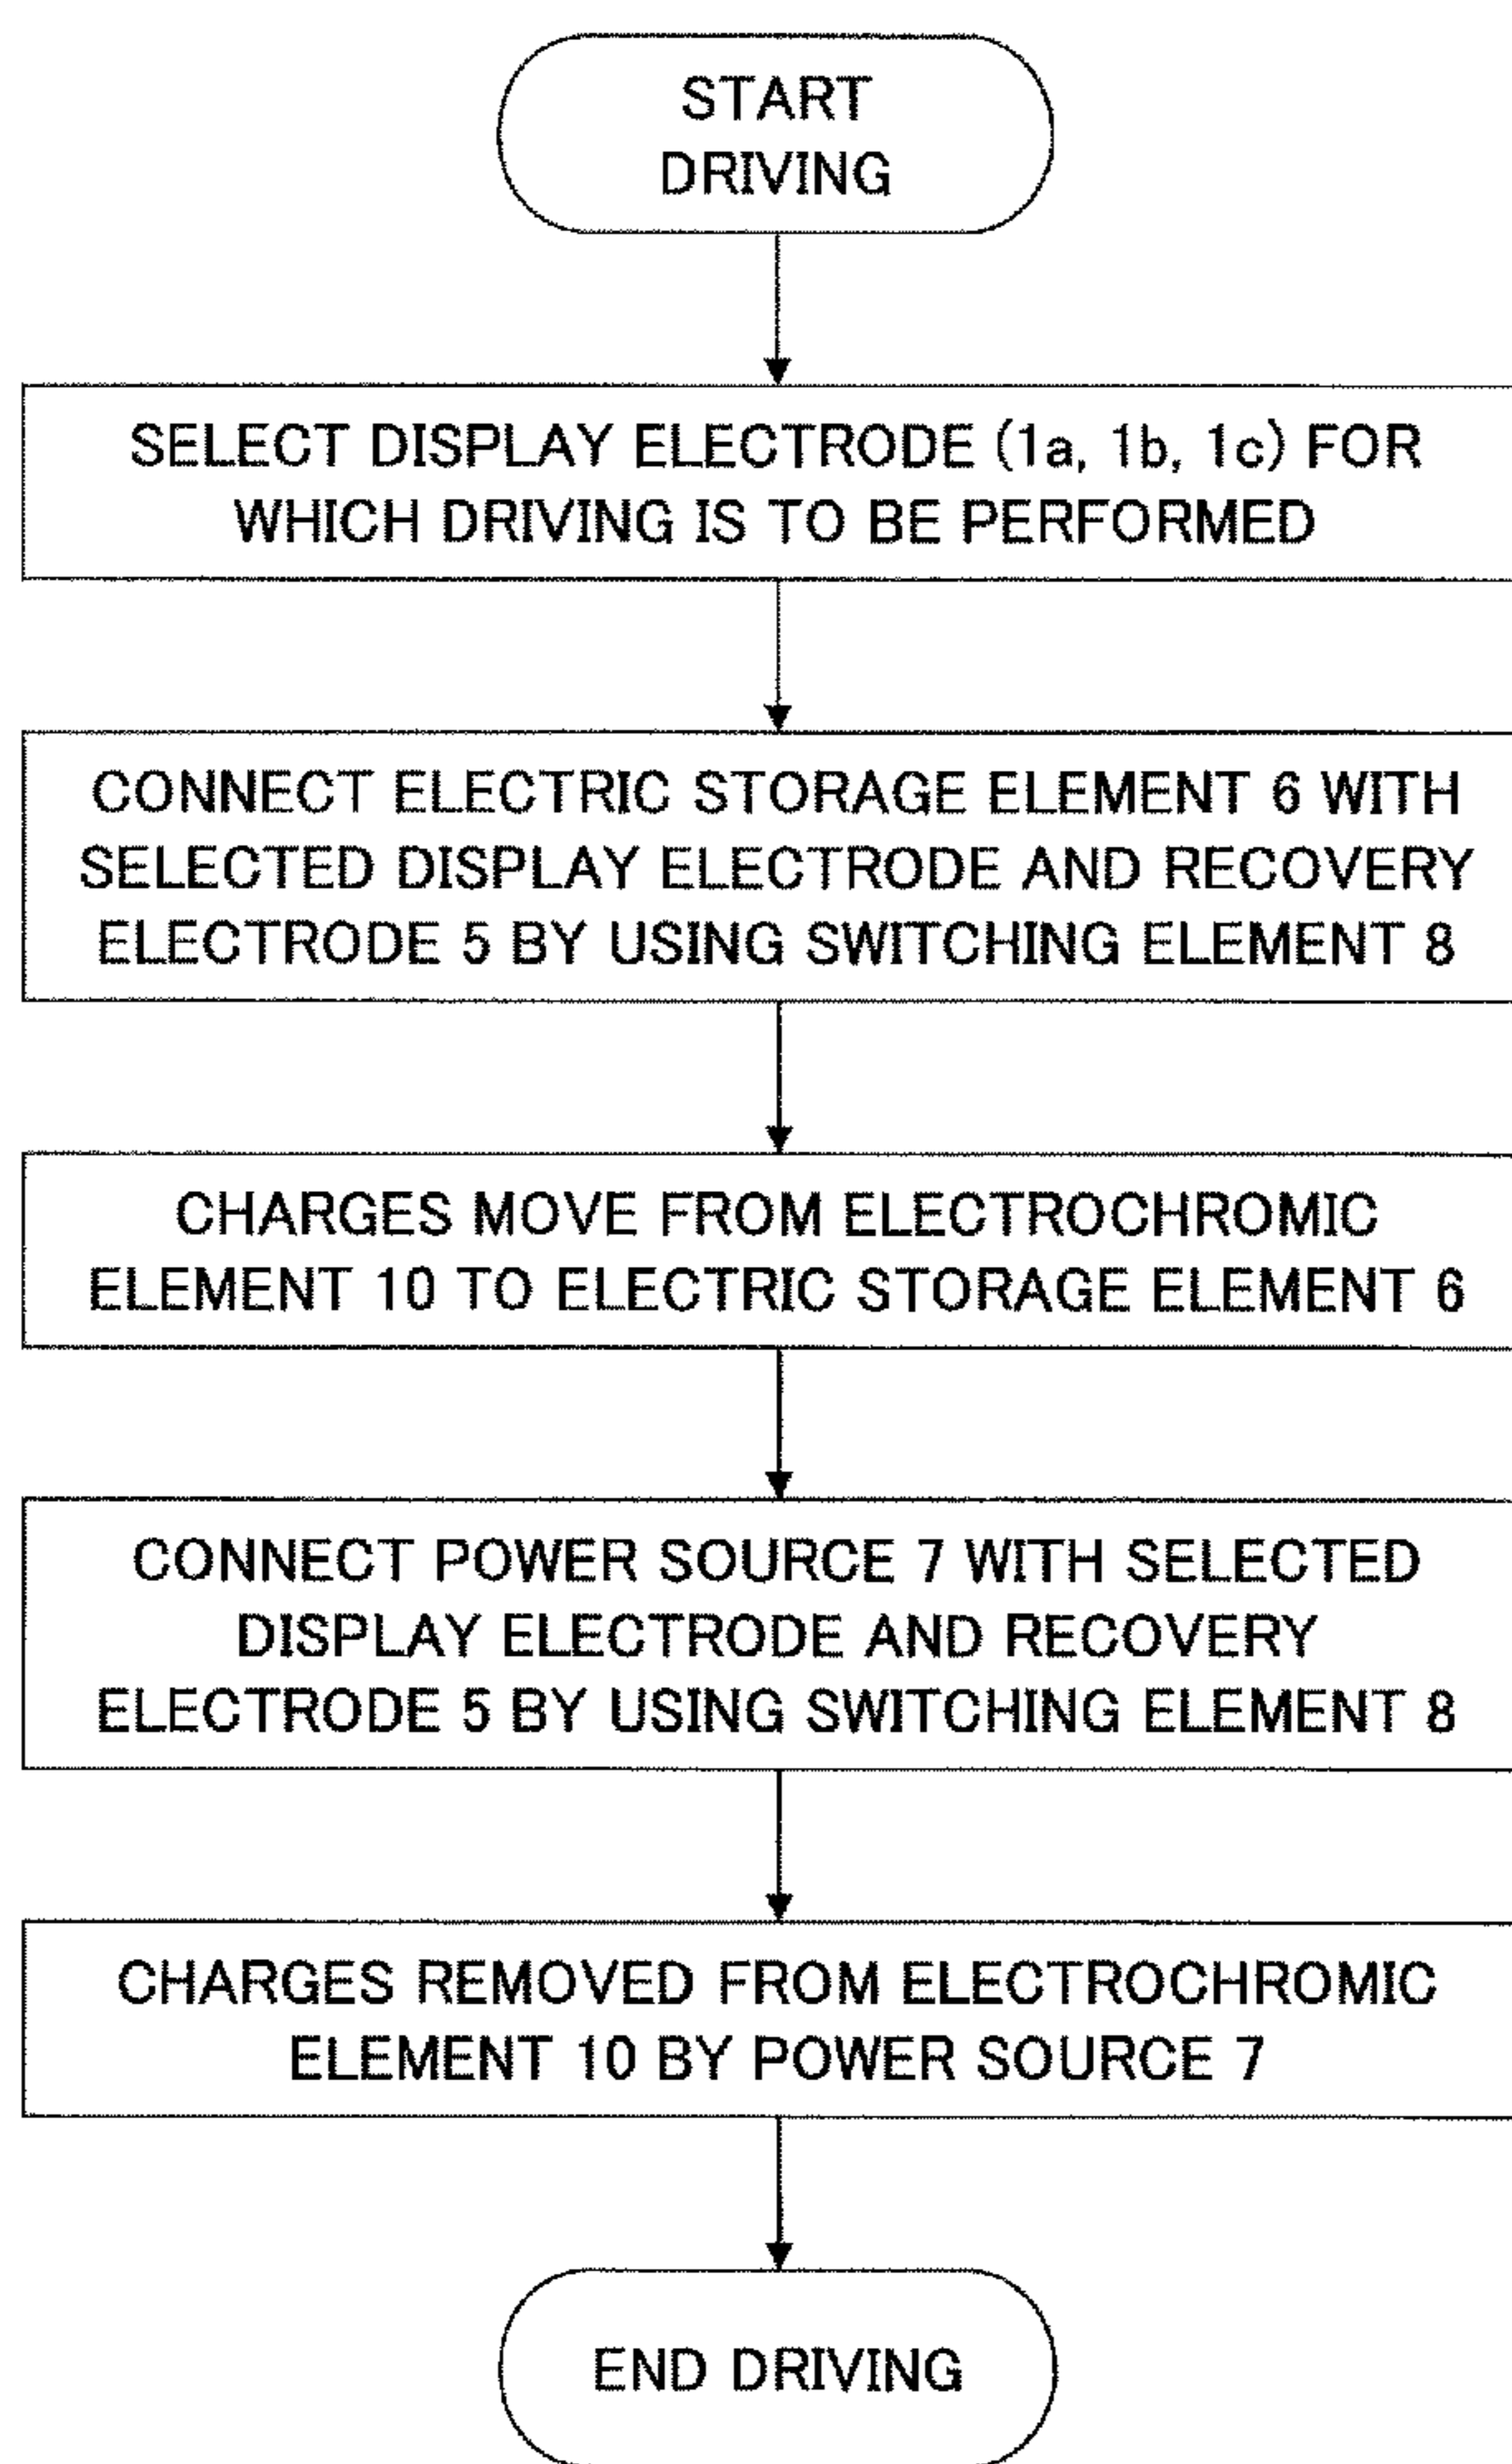 START
DRIVING
SELECT DISPLAY ELECTRODE (1a, 1b, 1c) FOR
WHICH DRIVING IS TO BE PERFORMED
CONNECT ELECTRIC STORAGE ELEMENT 6 WITH
SELECTED DISPLAY ELECTRODE AND RECOVERY
ELECTRODE 5 BY USING SWITCHING ELEMENT 8
CHARGES MOVE FROM ELECTROCHROMIC
ELEMENT 10 TO ELECTRIC STORAGE ELEMENT 6
CONNECT POWER SOURCE 7 WITH SELECTED
DISPLAY ELECTRODE AND RECOVERY
ELECTRODE 5 BY USING SWITCHING ELEMENT 8
CHARGES REMOVED FROM ELECTROCHROMIC
ELEMENT 10 BY POWER SOURCE 7
END DRIVING